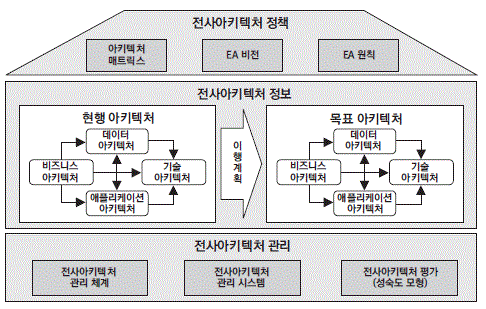 전사아키텍처 정책
아키텍처
매트릭스
EA 비전
EA 원칙
전사아키텍처 정보
현행 아키텍처
데이터
아키텍처
비즈니스
아키텍처
기술
아키텍처
애플리케이션
아키텍처
이
행
계
획
목표 아키텍처
데이터
아키텍처
비즈니스
아키텍처
기술
아키텍처
애플리케이션
아키텍처
전사아키텍처 관리
전사아키텍처
관리 체계
전사아키텍처
관리 시스템
전사아키텍처 평가
(성숙도 모형)